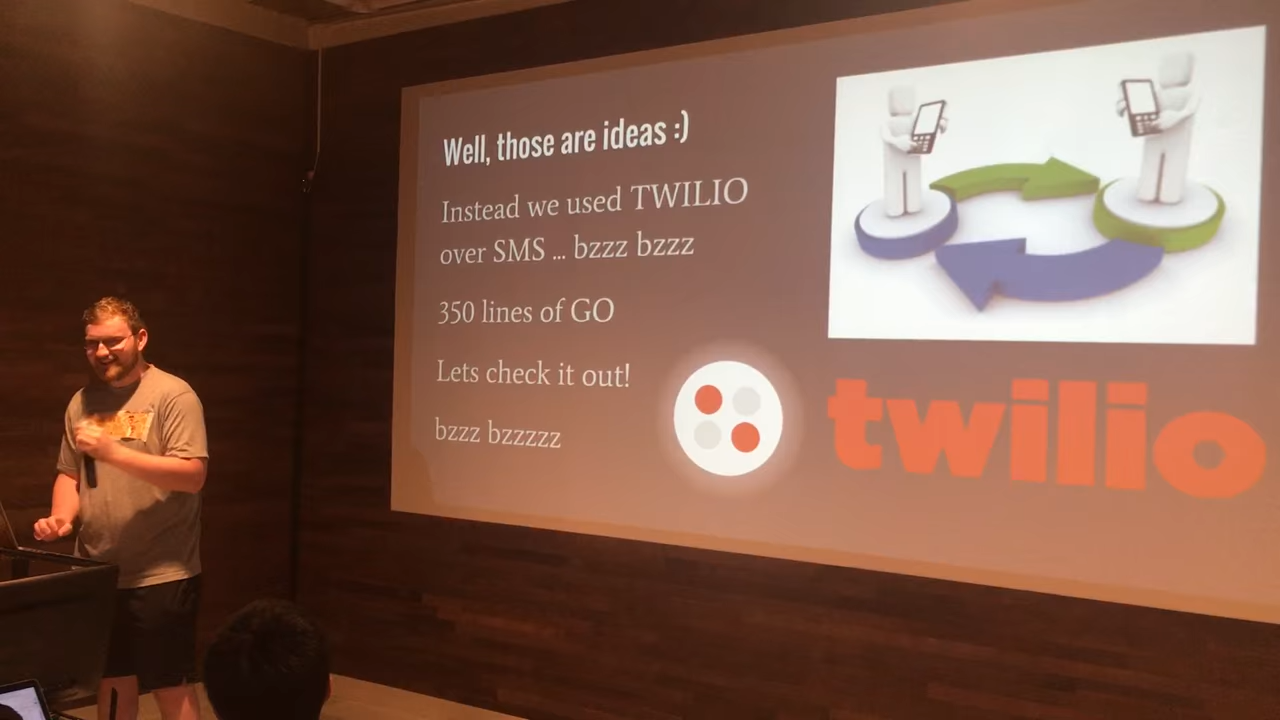 Well, those are ideas :)
Instead we used TWILIO
over SMS ... bzzz bzzz
350 lines of GO
Lets check it out!
bzzz bzzzzz
twilio